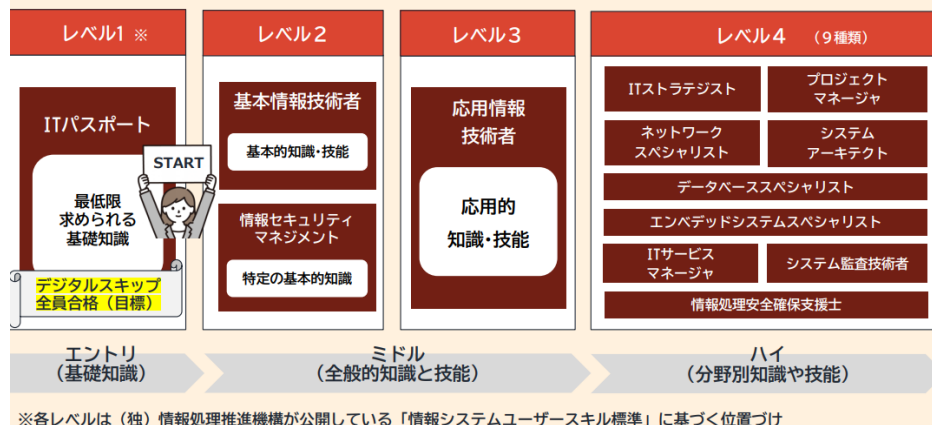 レベル1 ※
ITパスポート
START
最低限
求められる
基礎知識
デジタルスキップ
全員合格（目標）
レベル２
基本情報技術者
基本的知識・技能
情報セキュリティ
マネジメント
特定の基本的知識
レベル３
応用情報
技術者
応用的
知識・技能
レベル４ （９種類）
ITストラテジスト
プロジェクト
マネージャ
ネットワーク
スペシャリスト
システム
アーキテクト
データベーススペシャリスト
エンベデッドシステムスペシャリスト
ITサービス
マネージャ
システム監査技術者
情報処理安全確保支援士
エントリ
（基礎知識）
ミドル
（全般的知識と技能）
ハイ
（分野別知識や技能）
※各レベルは（独）情報処理推進機構が公開している「情報システムユーザースキル標準」に基づく位置づけ